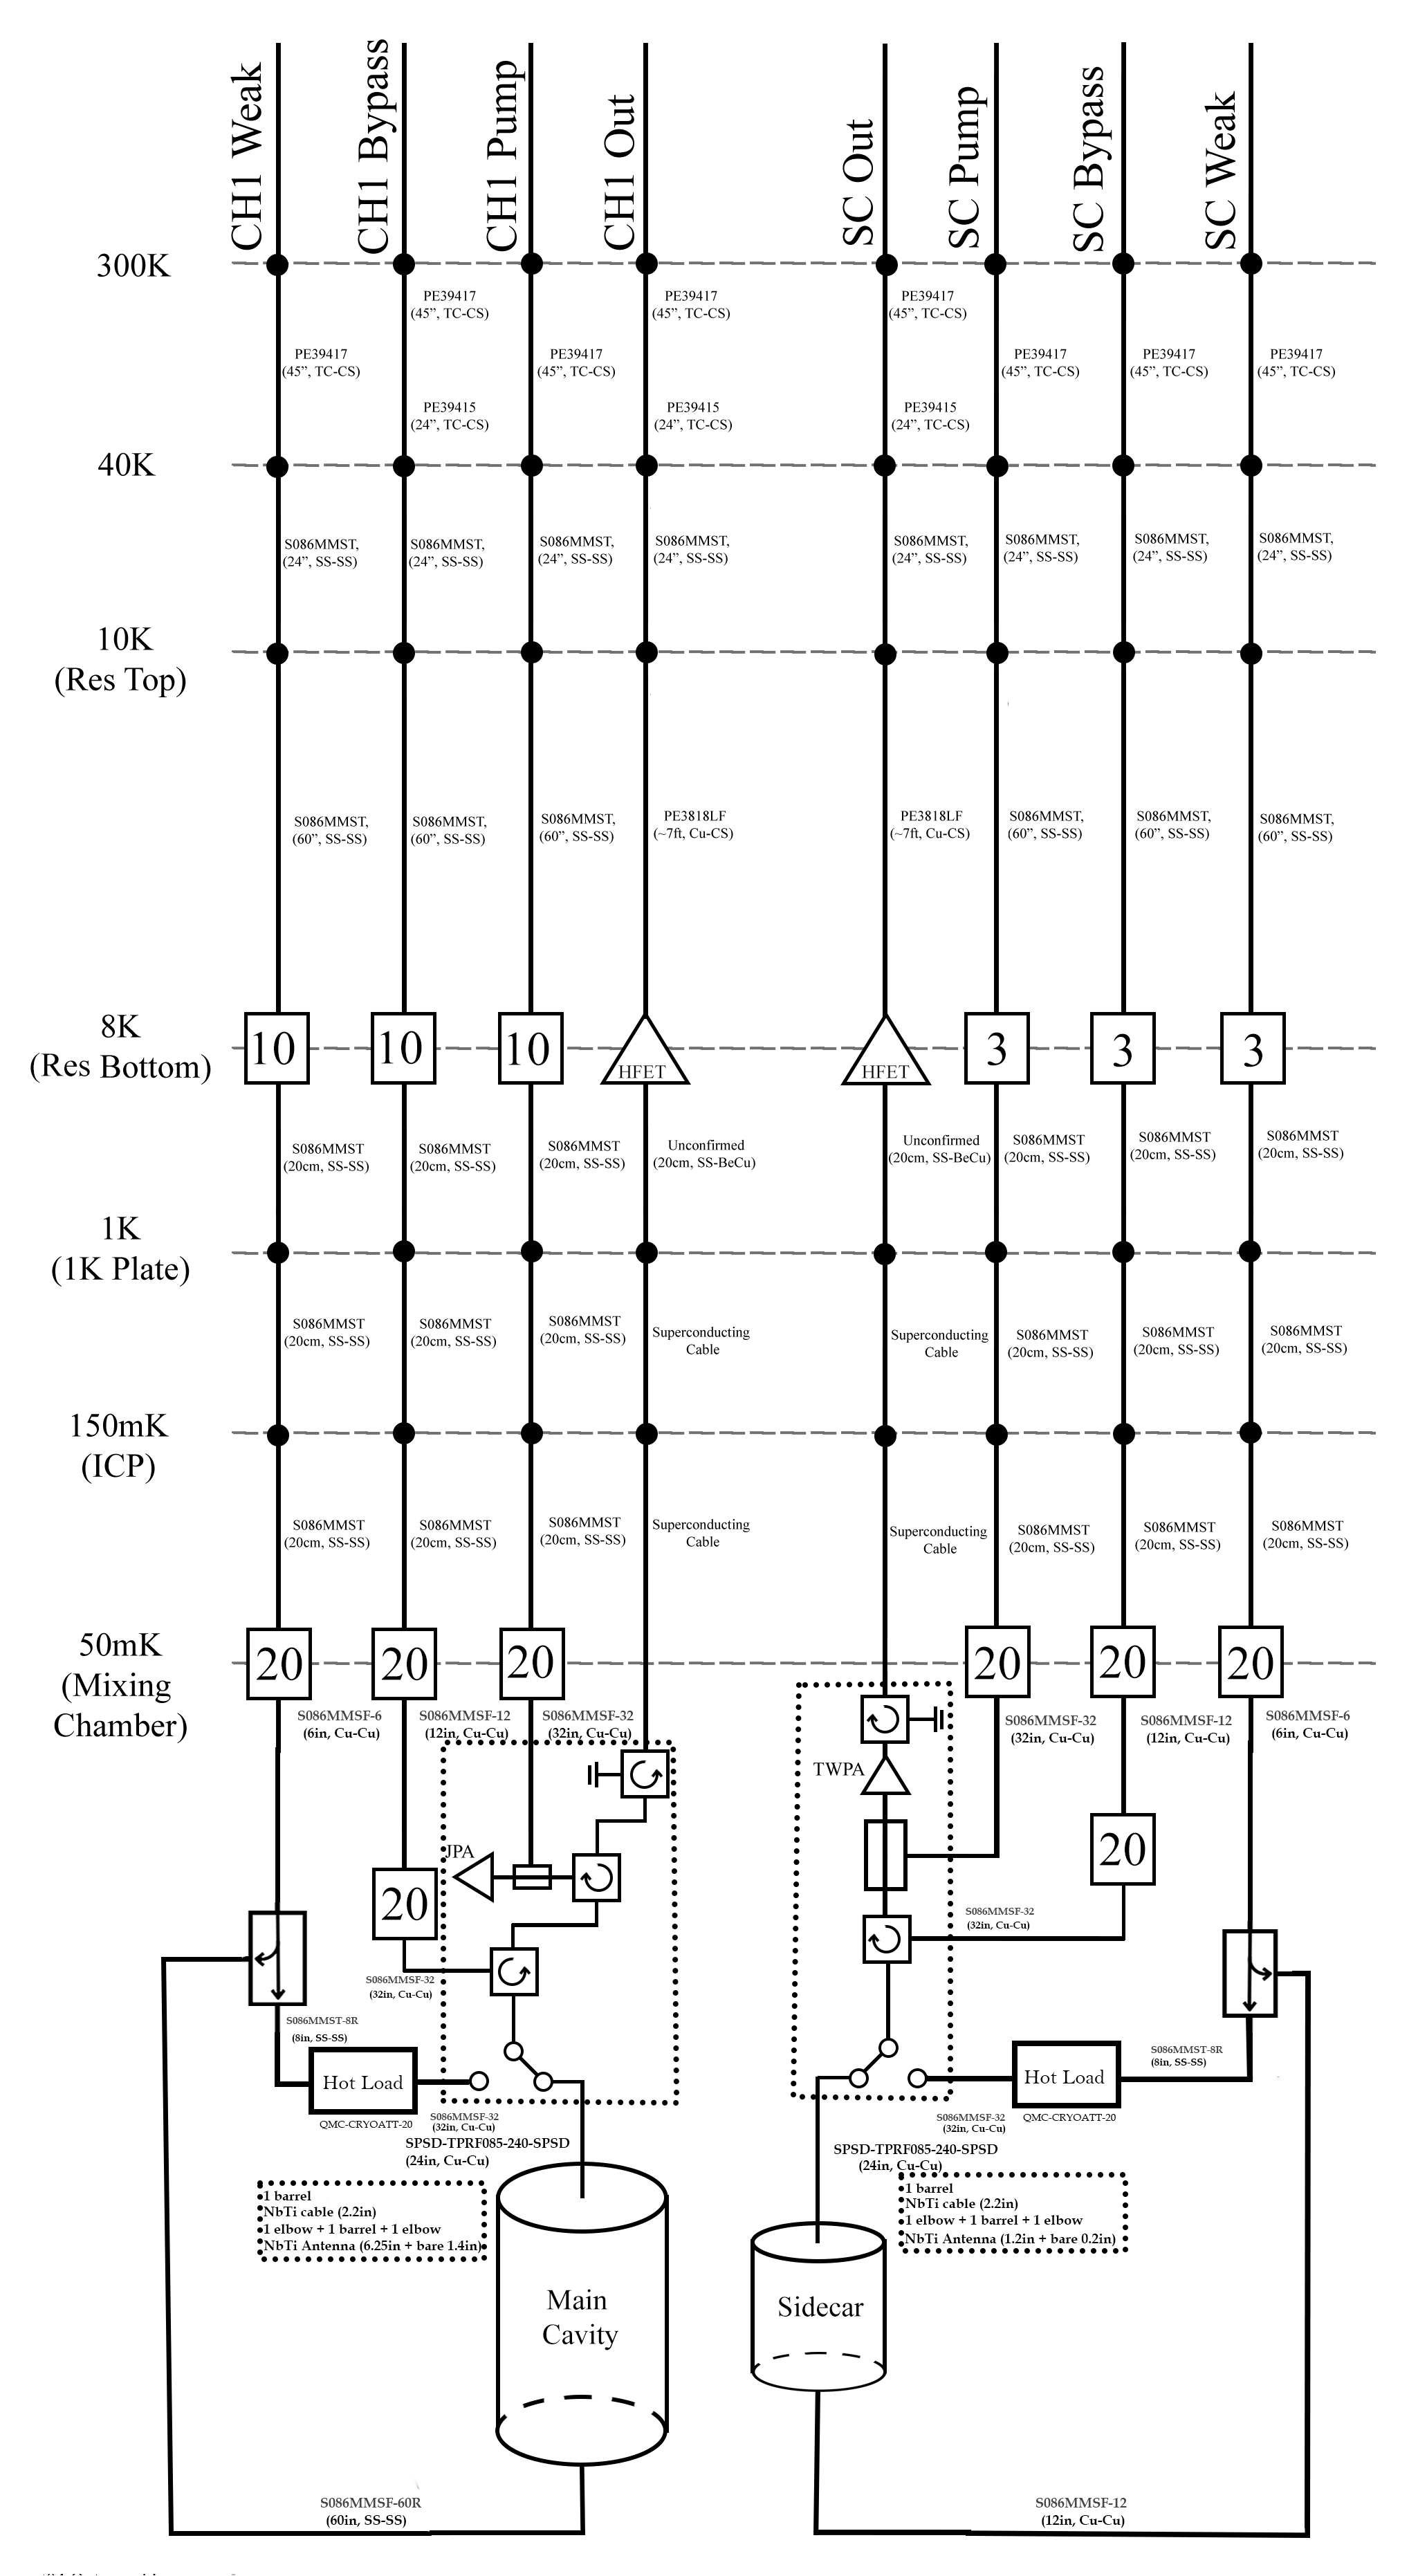 CH1 Weak
CH1 Bypass
CH1 Pump
CH1 Out
SC Out
SC Pump
SC Bypass
SC Weak
300K
PE39417
(45”, TC-CS)
PE39417
(45”, TC-CS)
PE39417
(45”, TC-CS)
PE39417
(45”, TC-CS)
PE39417
(45”, TC-CS)
PE39417
(45”, TC-CS)
PE39417
(45”, TC-CS)
PE39417
(45”, TC-CS)
PE39415
(24”, TC-CS)
PE39415
(24”, TC-CS)
PE39415
(24”, TC-CS)
40K
S086MMST,
(24”, SS-SS)
S086MMST,
(24”, SS-SS)
S086MMST,
(24”, SS-SS)
S086MMST,
(24”, SS-SS)
S086MMST,
(24”, SS-SS)
S086MMST,
(24”, SS-SS)
S086MMST,
(24”, SS-SS)
S086MMST,
(24”, SS-SS)
10K
(Res Top)
S086MMST,
(60”, SS-SS)
S086MMST,
(60”, SS-SS)
S086MMST,
(60”, SS-SS)
PE3818LF
(~7ft, Cu-CS)
PE3818LF
(~7ft, Cu-CS)
S086MMST,
(60”, SS-SS)
S086MMST,
(60”, SS-SS)
S086MMST,
(60”, SS-SS)
8K
(Res Bottom)
10
10
10
HFET
HFET
3
3
3
S086MMST
(20cm, SS-SS)
S086MMST
(20cm, SS-SS)
S086MMST
(20cm, SS-SS)
Unconfirmed
(20cm, SS-BeCu)
Unconfirmed
(20cm, SS-BeCu)
S086MMST
(20cm, SS-SS)
S086MMST
(20cm, SS-SS)
S086MMST
(20cm, SS-SS)
1K
(1K Plate)
S086MMST
(20cm, SS-SS)
S086MMST
(20cm, SS-SS)
S086MMST
(20cm, SS-SS)
Superconducting
Cable
Superconducting
Cable
S086MMST
(20cm, SS-SS)
S086MMST
(20cm, SS-SS)
S086MMST
(20cm, SS-SS)
150mK
(ICP)
S086MMST
(20cm, SS-SS)
S086MMST
(20cm, SS-SS)
S086MMST
(20cm, SS-SS)
Superconducting
Cable
Superconducting
Cable
S086MMST
(20cm, SS-SS)
S086MMST
(20cm, SS-SS)
S086MMST
(20cm, SS-SS)
50mK
(Mixing
Chamber)
20
20
20
20
20
20
S086MMSF-6
(6in, Cu-Cu)
S086MMSF-12
(12in, Cu-Cu)
S086MMSF-32
(32in, Cu-Cu)
S086MMSF-32
(32in, Cu-Cu)
S086MMSF-12
(12in, Cu-Cu)
S086MMSF-6
(6in, Cu-Cu)
TWPA
JPA
20
20
S086MMSF-32
(32in, Cu-Cu)
S086MMSF-32
(32in, Cu-Cu)
S086MMST-8R
(8in, SS-SS)
S086MMST-8R
(8in, SS-SS)
Hot Load
Hot Load
QMC-CRYOATT-20
QMC-CRYOATT-20
S086MMSF-32
(32in, Cu-Cu)
S086MMSF-32
(32in, Cu-Cu)
SPSD-TPRF085-240-SPSD
(24in, Cu-Cu)
SPSD-TPRF085-240-SPSD
(24in, Cu-Cu)
1 barrel
NbTi cable (2.2in)
1 elbow + 1 barrel + 1 elbow
NbTi Antenna (6.25in + bare 1.4in)
1 barrel
NbTi cable (2.2in)
1 elbow + 1 barrel + 1 elbow
NbTi Antenna (1.2in + bare 0.2in)
Main
Cavity
Sidecar
S086MMSF-60R
(60in, SS-SS)
S086MMSF-12
(12in, Cu-Cu)